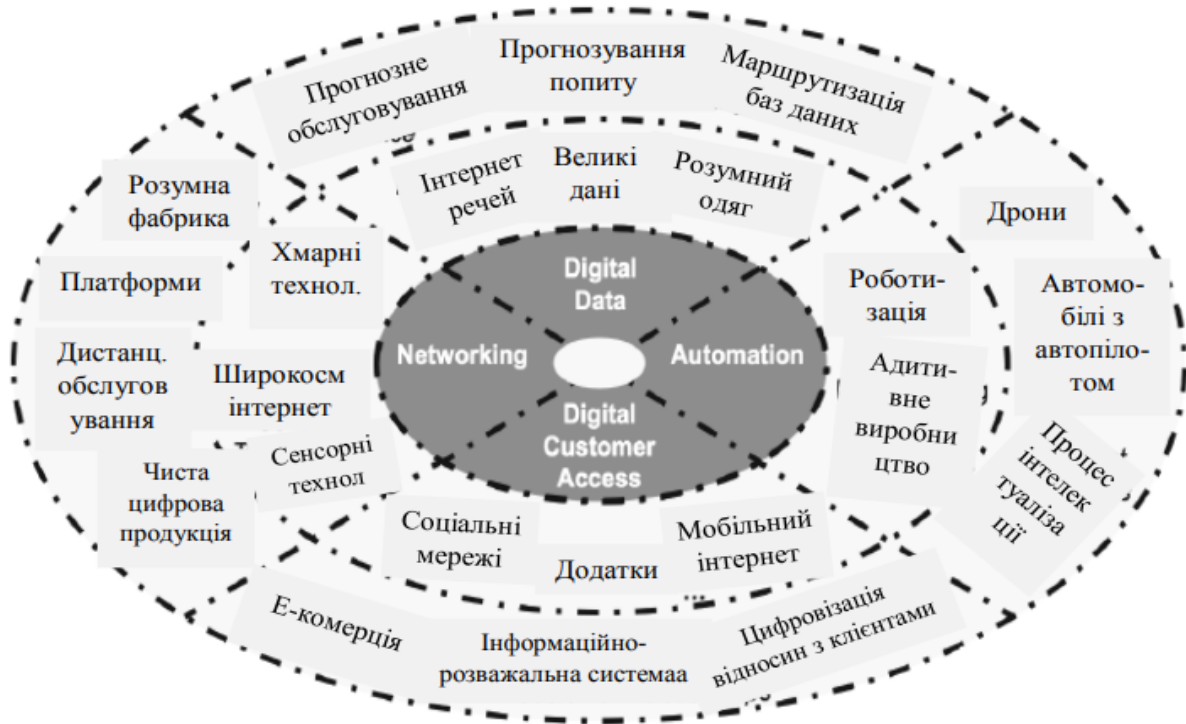 Прогнозне
обслуговування
Прогнозування
попиту
Маршрутизація
баз даних
Інтернет
речей
Великі
дані
Розумний
одяг
Розумна
фабрика
Платформи
Дистанц.
обслугов
ування
Чиста
цифрова
продукція
Хмарні
технол.
Широкосм
інтернет
Сенсорні
технол
Digital
Data
Networking
Automation
Digital
Customer
Access
Роботи-
зація
Адити-
вне
виробни
цтво
Дрони
Автомо-
білі з
автопіло-
том
Процес
інтелек
туаліза
ції
Соціальні
мережі
Додатки
Мобільний
інтернет
Е-комерція
Інформаційно-
розважальна системаа
Цифровізація
відносин з клієнтами